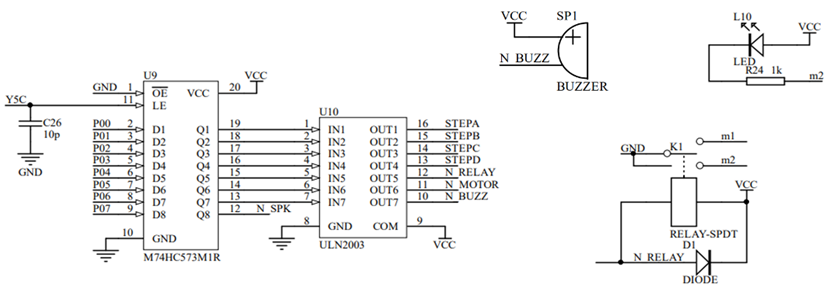 SP1
VCC
N_BUZZ
BUZZER
L10
VCC
LED
R24 1k
m2
U9
GND 1 OE VCC 20 VCC
Y5C 11 LE
C26
10p
GND
P00 2 D1 Q1 19
P01 3 D2 Q2 18
P02 4 D3 Q3 17
P03 5 D4 Q4 16
P04 6 D5 Q5 15
P05 7 D6 Q6 14
P06 8 D7 Q7 13
P07 9 D8 Q8 12 N_SPK
10 GND
M74HC573M1R
U10
1 IN1 OUT1 16 STEPA
2 IN2 OUT2 15 STEPB
3 IN3 OUT3 14 STEPC
4 IN4 OUT4 13 STEPD
5 IN5 OUT5 12 N_RELAY
6 IN6 OUT6 11 N_MOTOR
7 IN7 OUT7 10 N_BUZZ
8 GND COM 9
ULN2003 VCC
m1
GND K1
m2
VCC
RELAY-SPDT
D1
N_RELAY
DIODE